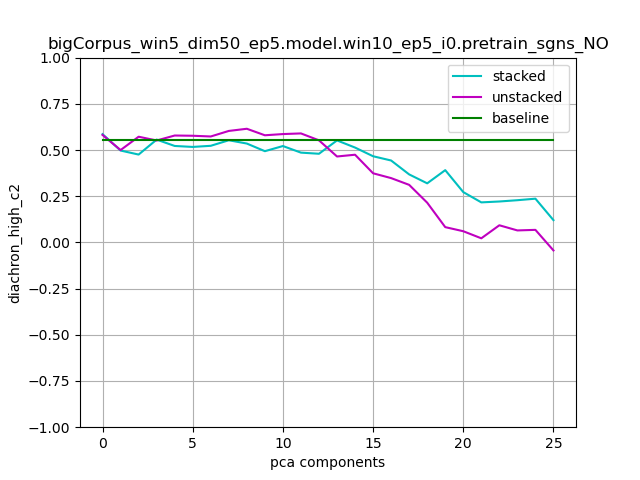 bigCorpus_win5_dim50_ep5.model.win10_ep5_i0.pretrain_sgns_NO
stacked
unstacked
baseline
1.00
0.75
0.50
0.25
0.00
−0.25
−0.50
−0.75
−1.00
diachron_high_c2
0 5 10 15 20 25
pca components